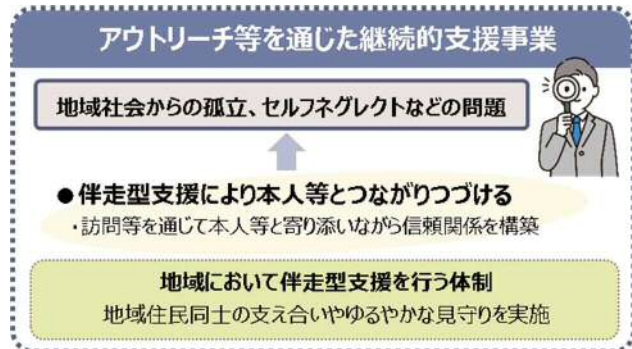 アウトリーチ等を通じた継続的支援事業
地域社会からの孤立、セルフネグレクトなどの問題
●伴走型支援により本人等とつながりつづける
・訪問等を通じて本人等と寄り添いながら信頼関係を構築
地域において伴走型支援を行う体制
地域住民同士の支え合いやゆるやかな見守りを実施